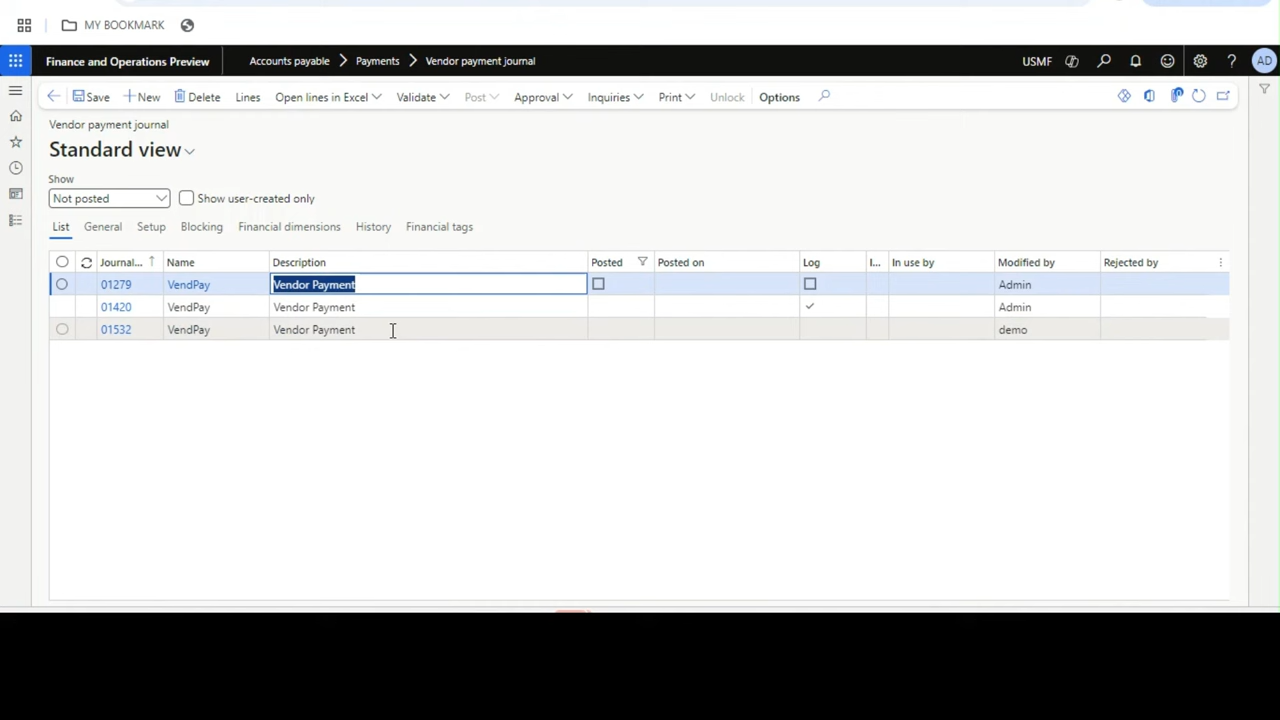 MY BOOKMARK
Finance and Operations Preview Accounts payable Payments Vendor payment journal USMF ? AD
Save New Delete Lines Open lines in Excel Validate Post Approval Inquiries Print Unlock Options
Vendor payment journal
Standard view
Show
Not posted Show user-created only
List General Setup Blocking Financial dimensions History Financial tags
Journal... Name Description Posted Posted on Log I... In use by Modified by Rejected by
01279 VendPay Vendor Payment Admin
01420 VendPay Vendor Payment Admin
01532 VendPay Vendor Payment demo